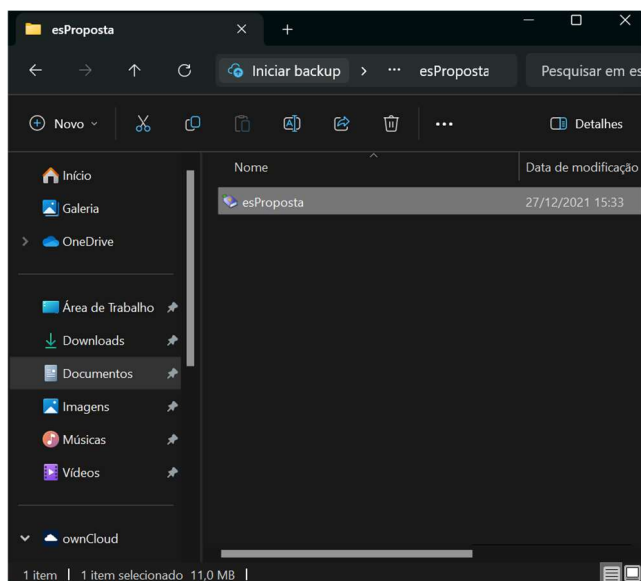 esProposta
Iniciar backup > ... esProposta Pesquisar em es
Novo Detalhes
Nome Data de modificação
esProposta 27/12/2021 15:33
Início
Galeria
OneDrive
Área de Trabalho
Downloads
Documentos
Imagens
Músicas
Vídeos
ownCloud
1 item | 1 item selecionado 11,0 MB |